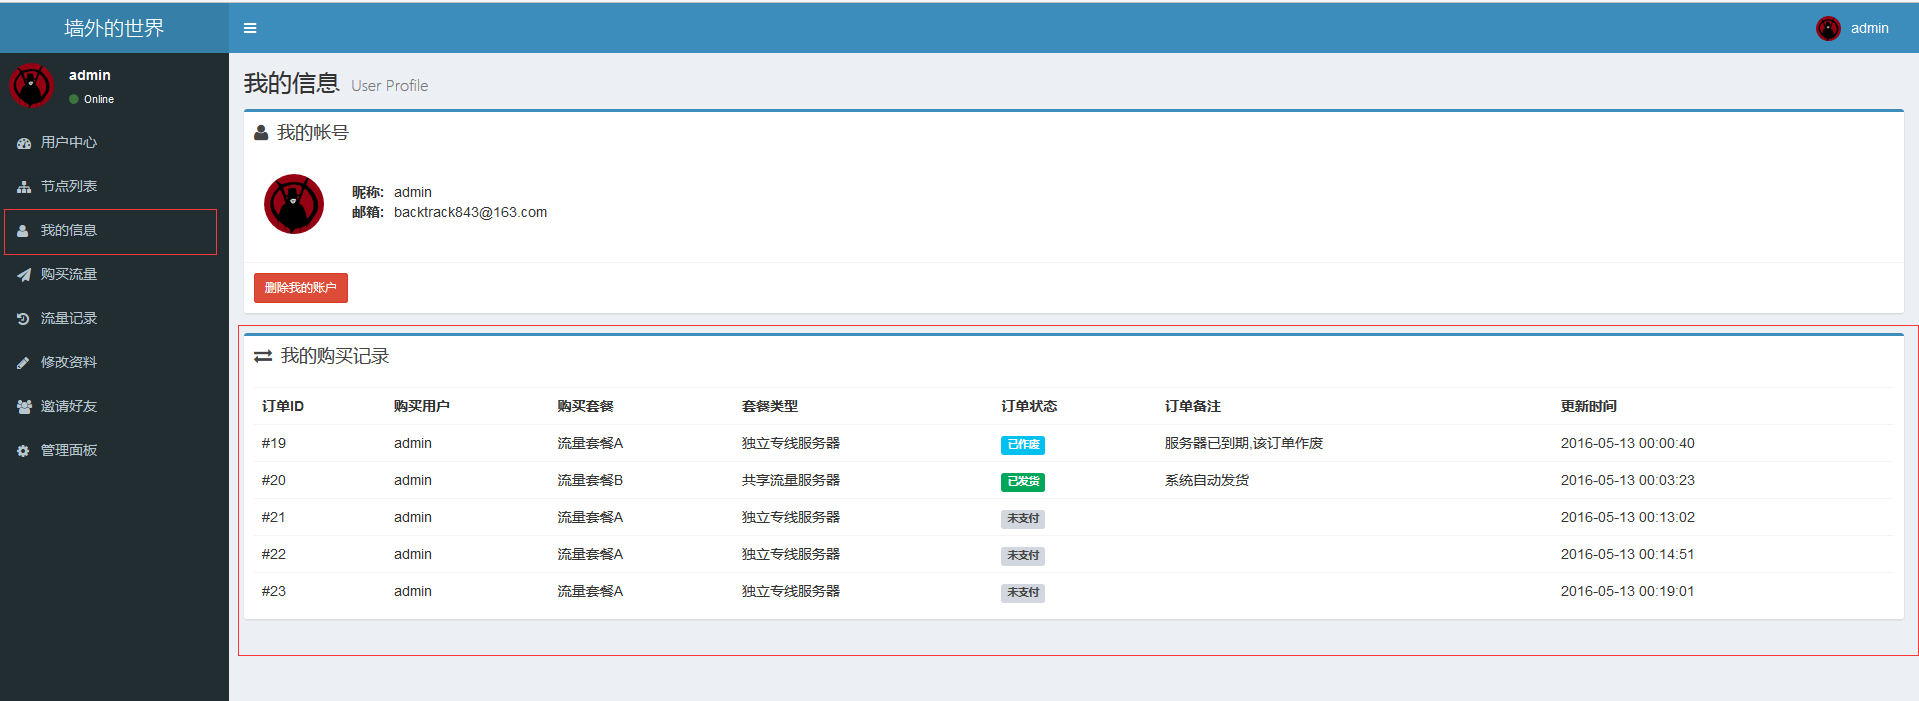 墙外的世界
admin
admin
Online
用户中心
节点列表
我的信息
购买流量
流量记录
修改资料
邀请好友
管理面板
我的信息 User Profile
我的帐号
昵称: admin
邮箱: backtrack843@163.com
删除我的账户
我的购买记录
订单ID 购买用户 购买套餐 套餐类型 订单状态 订单备注 更新时间
#19 admin 流量套餐A 独立专线服务器 已作废 服务器已到期,该订单作废 2016-05-13 00:00:40
#20 admin 流量套餐B 共享流量服务器 已发货 系统自动发货 2016-05-13 00:03:23
#21 admin 流量套餐A 独立专线服务器 未支付 2016-05-13 00:13:02
#22 admin 流量套餐A 独立专线服务器 未支付 2016-05-13 00:14:51
#23 admin 流量套餐A 独立专线服务器 未支付 2016-05-13 00:19:01